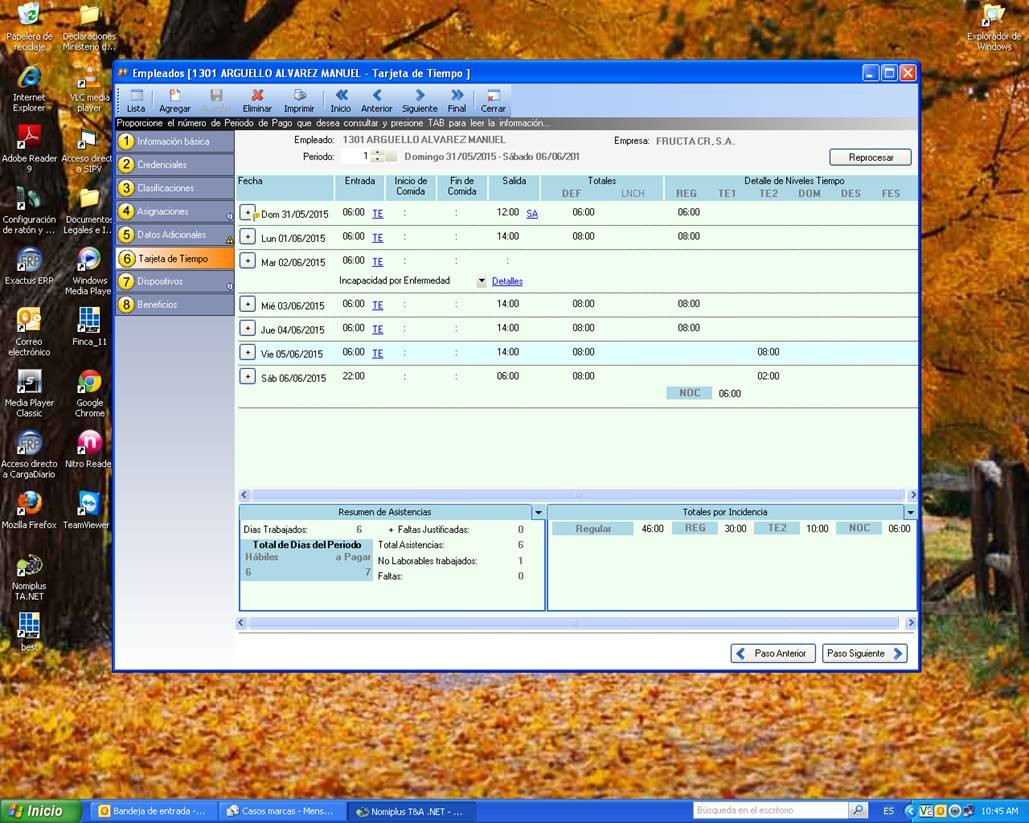 Papelera de reciclaje
Declaraciones Ministerio d...
Internet Explorer
VLC media player
Adobe Reader 9
Acceso direct a SIPV
Configuración de ratón y ...
Documentos Legales e I...
Exactus ERP
Windows Media Playe
Correo electrónico
Finca_11
Media Player Classic
Google Chrome
Acceso directo a CargaDiario
Nitro Reade
Mozilla Firefox
TeamViewer
Nomiplus TA.NET
best
Explorador de Windows
Empleados [1301 ARGUELLO ALVAREZ MANUEL - Tarjeta de Tiempo ]
Lista Agregar Eliminar Imprimir Inicio Anterior Siguiente Final Cerrar
Proporcione el número de Periodo de Pago que desea consultar y presione TAB para leer la información...
1 Información básica
2 Credenciales
3 Clasificaciones
4 Asignaciones
5 Datos Adicionales
6 Tarjeta de Tiempo
7 Dispositivos
8 Beneficios
Empleado: 1301 ARGUELLO ALVAREZ MANUEL Empresa: FRUCTA CR, S.A.
Periodo: 1 Domingo 31/05/2015 - Sábado 06/06/201 Reprocesar
Fecha Entrada Inicio de Comida Fin de Comida Salida Totales Detalle de Niveles Tiempo
DEF LNCH REG TE1 TE2 DOM DES FES
+ Dom 31/05/2015 06:00 TE : : 12:00 SA 06:00 06:00
+ Lun 01/06/2015 06:00 TE : : 14:00 08:00 08:00
+ Mar 02/06/2015 06:00 TE : : :
Incapacidad por Enfermedad Detalles
+ Mié 03/06/2015 06:00 TE : : 14:00 08:00 08:00
+ Jue 04/06/2015 06:00 TE : : 14:00 08:00 08:00
+ Vie 05/06/2015 06:00 TE : : 14:00 08:00 08:00
+ Sáb 06/06/2015 22:00 : : 06:00 08:00 02:00
NOC 06:00
Resumen de Asistencias
Dias Trabajados: 6 + Faltas Justificadas: 0
Total de Dias del Periodo Total Asistencias: 6
Hábiles a Pagar No Laborables trabajados: 1
6 7 Faltas: 0
Totales por Incidencia
Regular 46:00 REG 30:00 TE2 10:00 NOC 06:00
Paso Anterior Paso Siguiente
Inicio Bandeja de entrada -... Casos marcas - Mens... Nomiplus T&A .NET - ... Búsqueda en el escritorio ES 10:45 AM